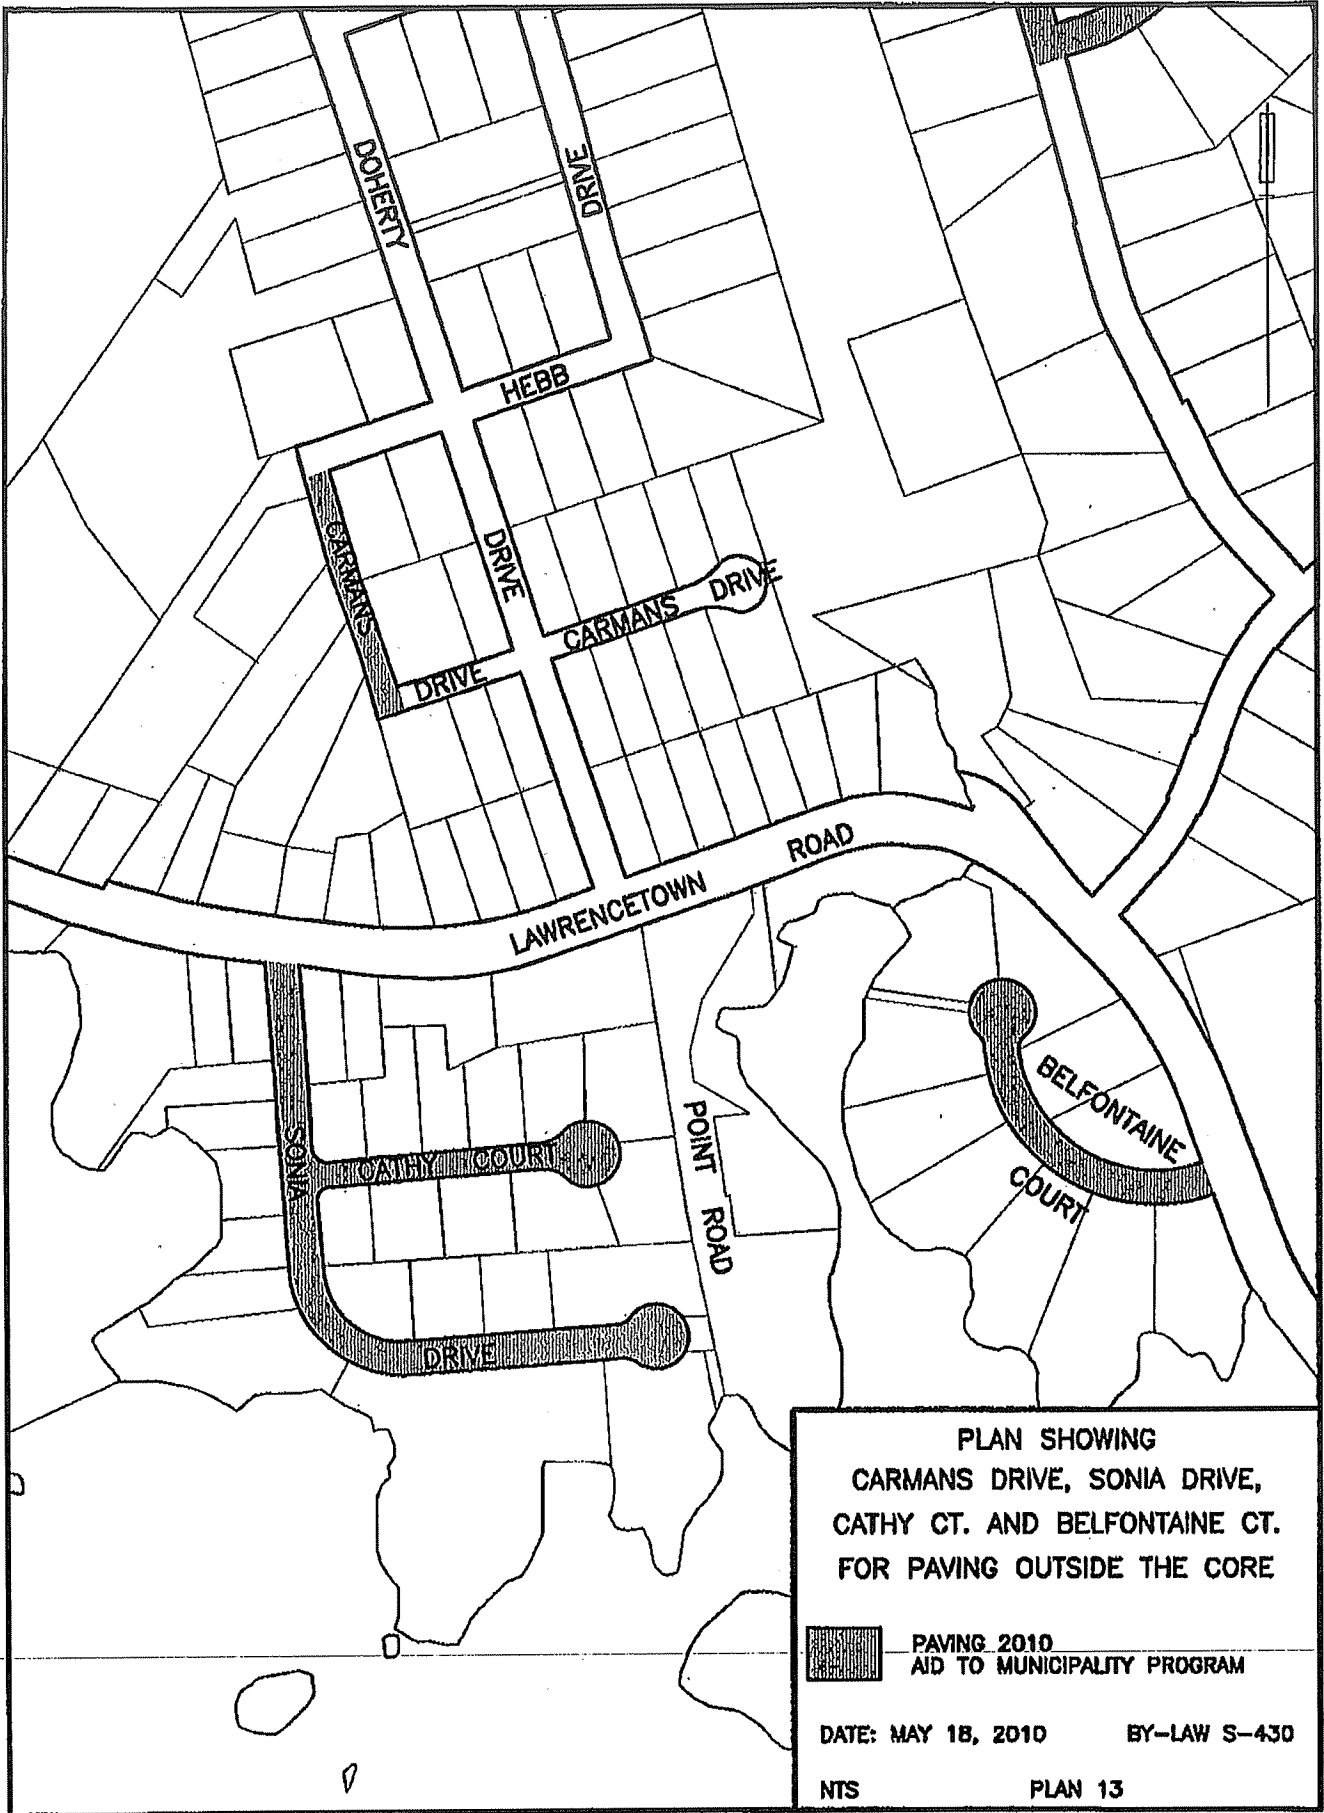 DOHERTY
DRIVE
HEBB
CARMANS
DRIVE
DRIVE
CARMANS DRIVE
LAWRENCETOWN ROAD
SONIA
CATHY COURT
POINT ROAD
BELFONTAINE
COURT
DRIVE
PLAN SHOWING
CARMANS DRIVE, SONIA DRIVE,
CATHY CT. AND BELFONTAINE CT.
FOR PAVING OUTSIDE THE CORE
PAVING 2010
AID TO MUNICIPALITY PROGRAM
DATE: MAY 18, 2010 BY-LAW S-430
NTS PLAN 13